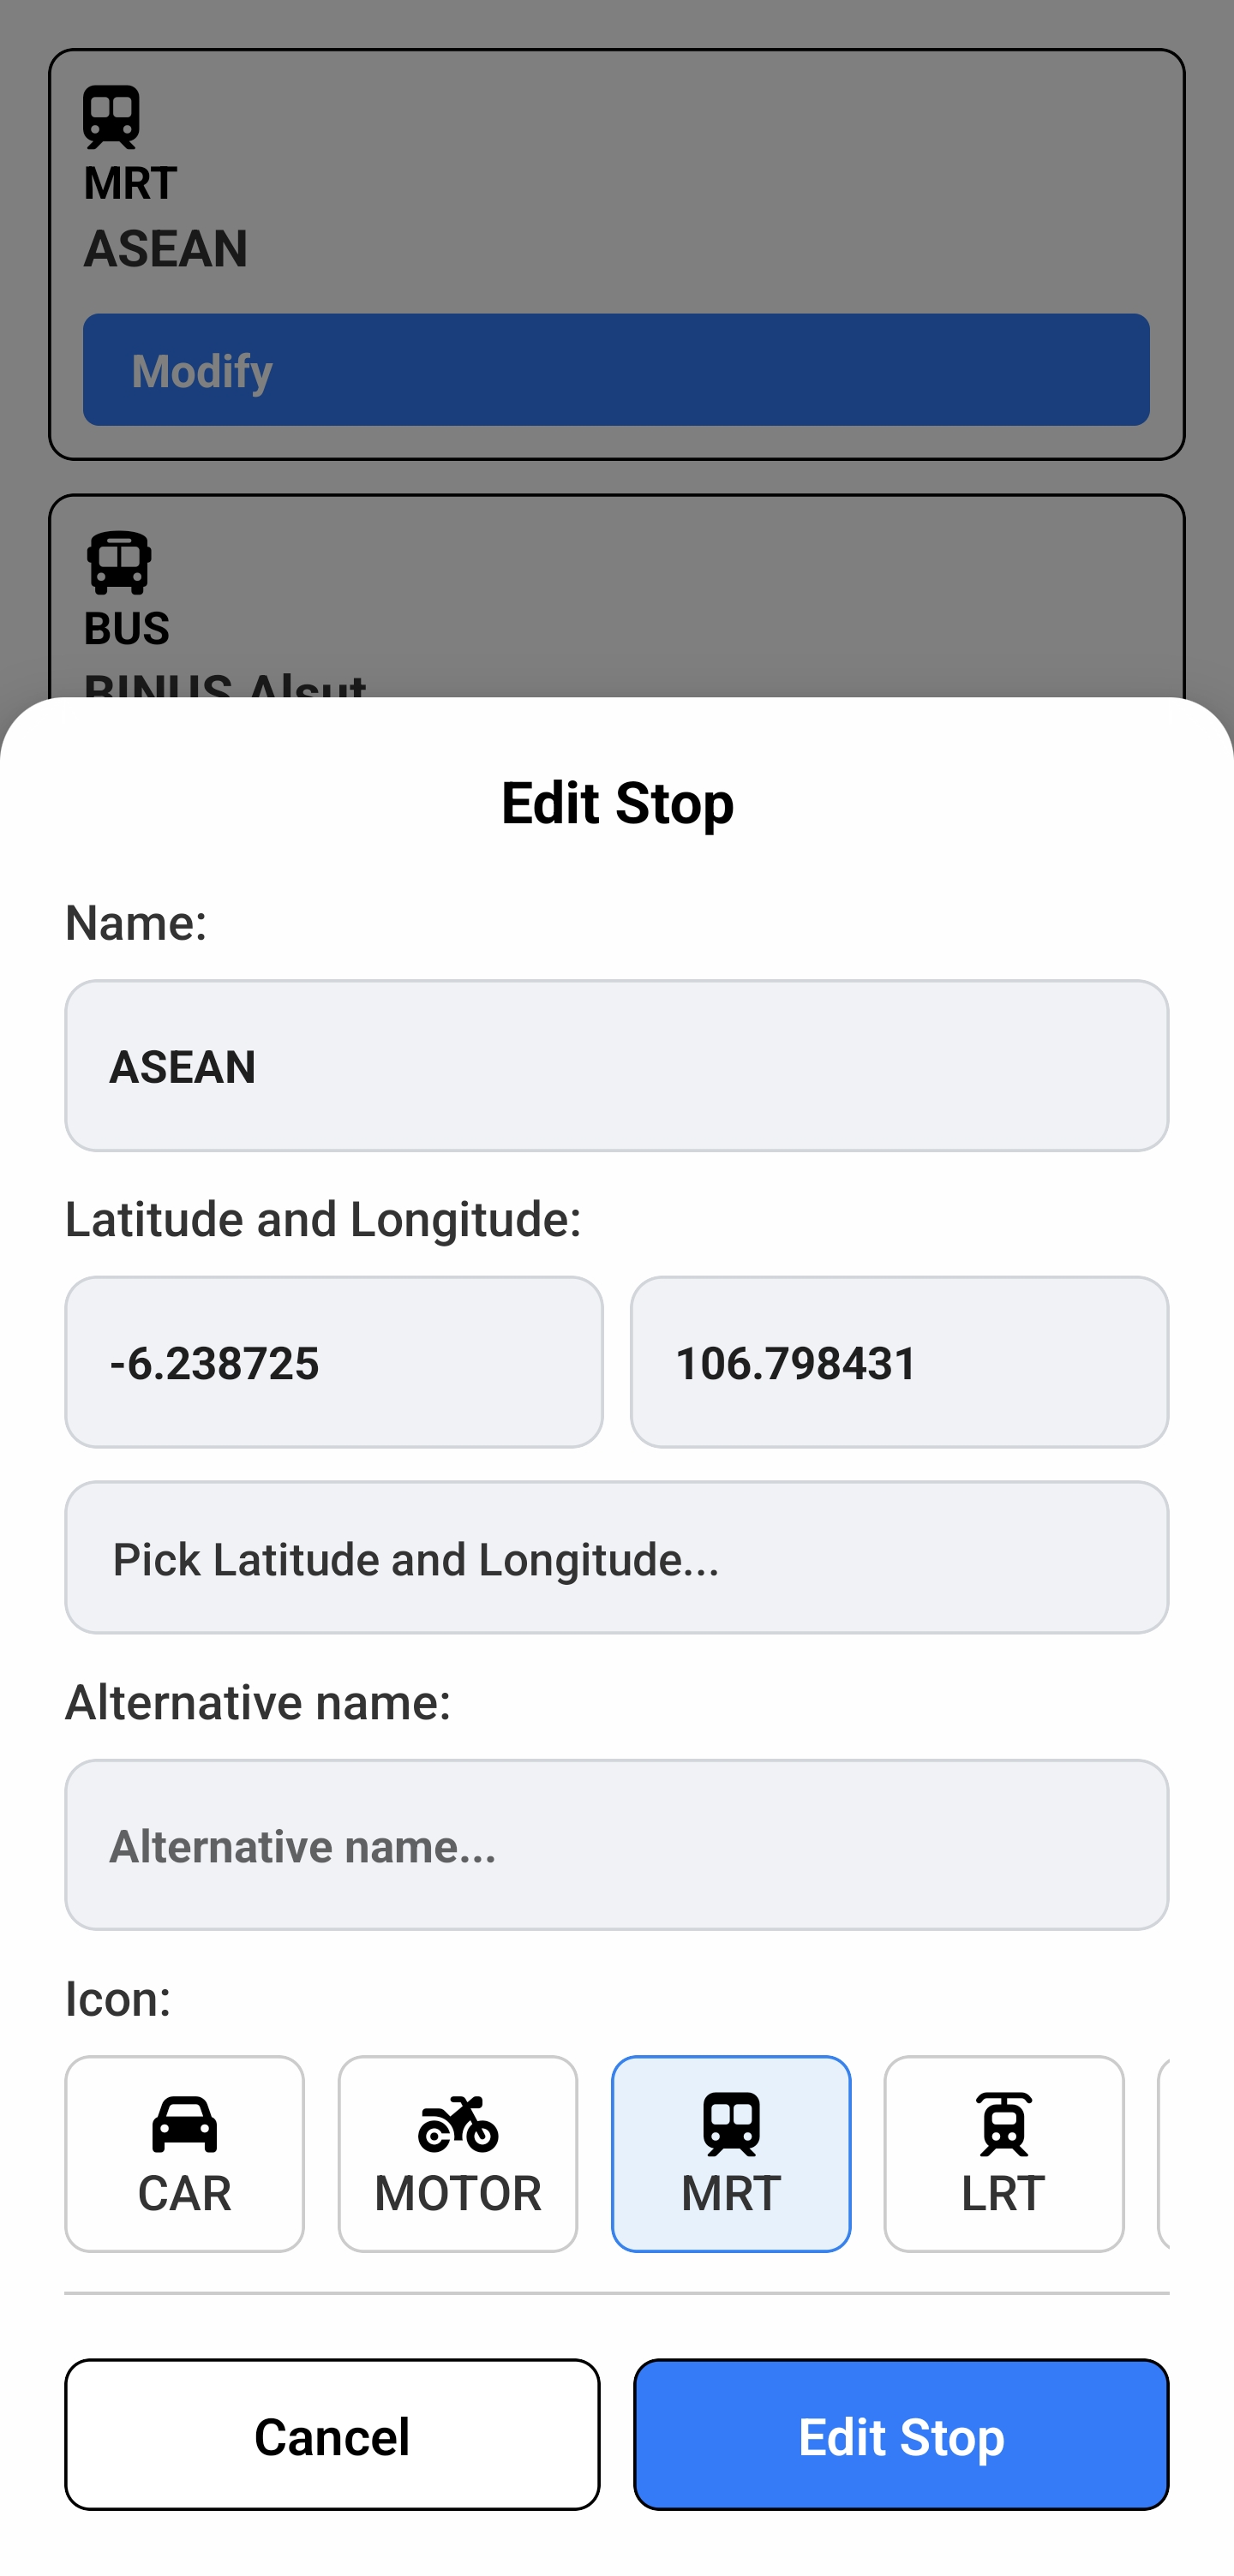 MRT
ASEAN
Modify
BUS
BINUS Alsut
Edit Stop
Name:
ASEAN
Latitude and Longitude:
-6.238725 106.798431
Pick Latitude and Longitude...
Alternative name:
Alternative name...
Icon:
CAR MOTOR MRT LRT
Cancel Edit Stop